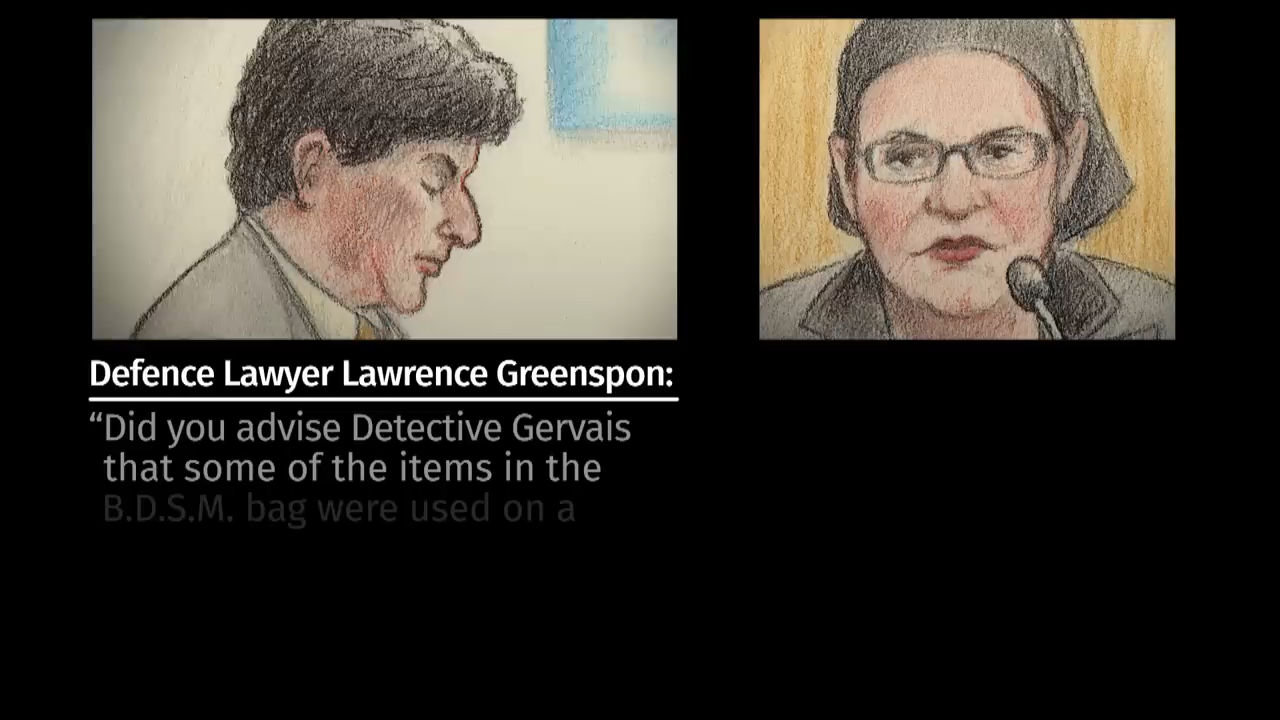 Defence Lawyer Lawrence Greenspon:
“Did you advise Detective Gervais
that some of the items in the
B.D.S.M. bag were used on a